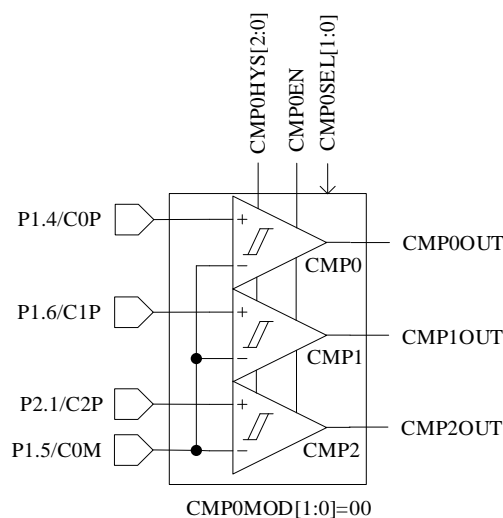 CMP0HYS[2:0]
CMP0EN
CMP0SEL[1:0]
P1.4/C0P
+
−
CMP0
CMP0OUT
P1.6/C1P
+
−
CMP1
CMP1OUT
P2.1/C2P
+
P1.5/C0M
−
CMP2
CMP2OUT
CMP0MOD[1:0]=00